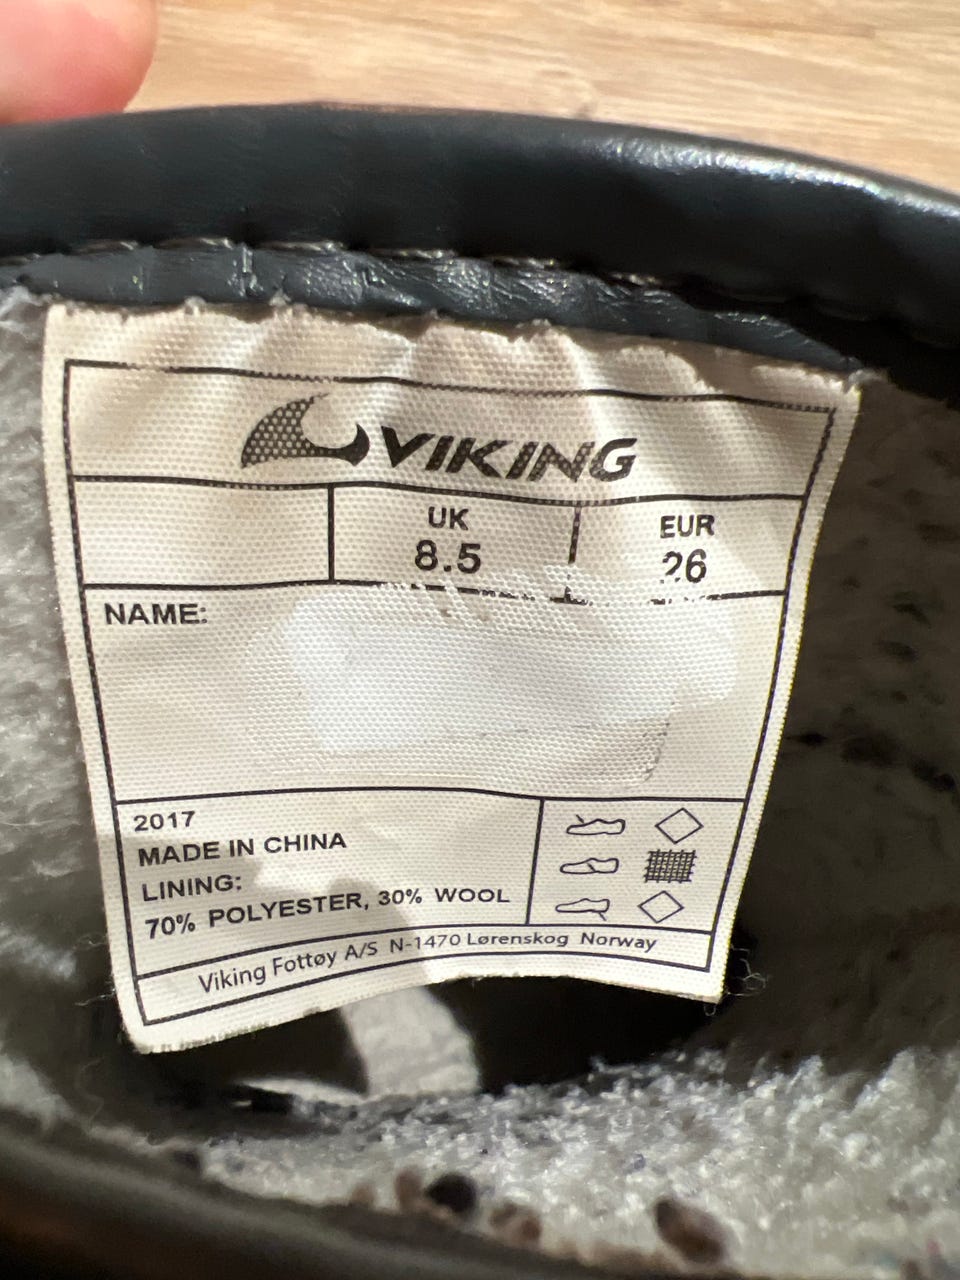 VIKING
UK EUR
8.5 26
NAME:
2017
MADE IN CHINA
LINING:
70% POLYESTER, 30% WOOL
Viking Fottøy A/S N-1470 Lørenskog Norway